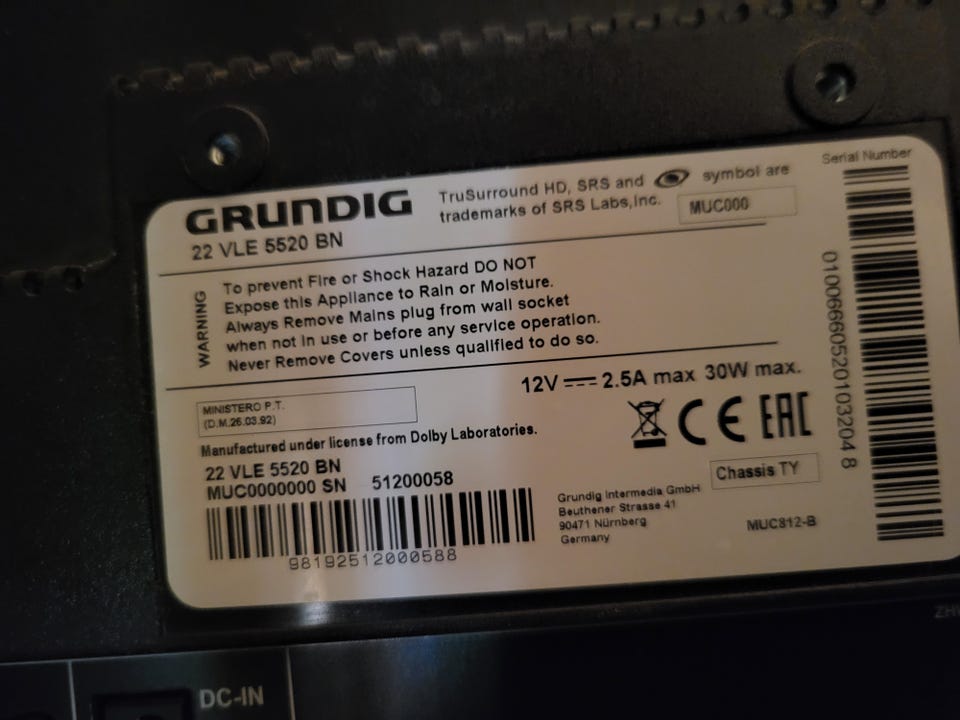 GRUNDIG
22 VLE 5520 BN
TruSurround HD, SRS and symbol are
trademarks of SRS Labs,Inc.
MUC000
Serial Number
WARNING
To prevent Fire or Shock Hazard DO NOT
Expose this Appliance to Rain or Moisture.
Always Remove Mains plug from wall socket
when not in use or before any service operation.
Never Remove Covers unless qualified to do so.
12V 2.5A max 30W max.
MINISTERO P.T.
(D.M.26.03.92)
CE EAC
Manufactured under license from Dolby Laboratories.
22 VLE 5520 BN
MUC0000000 SN 51200058
98192512000588
Chassis TY
Grundig Intermedia GmbH
Beuthener Strasse 41
90471 Nürnberg
Germany
MUC812-B
DC-IN